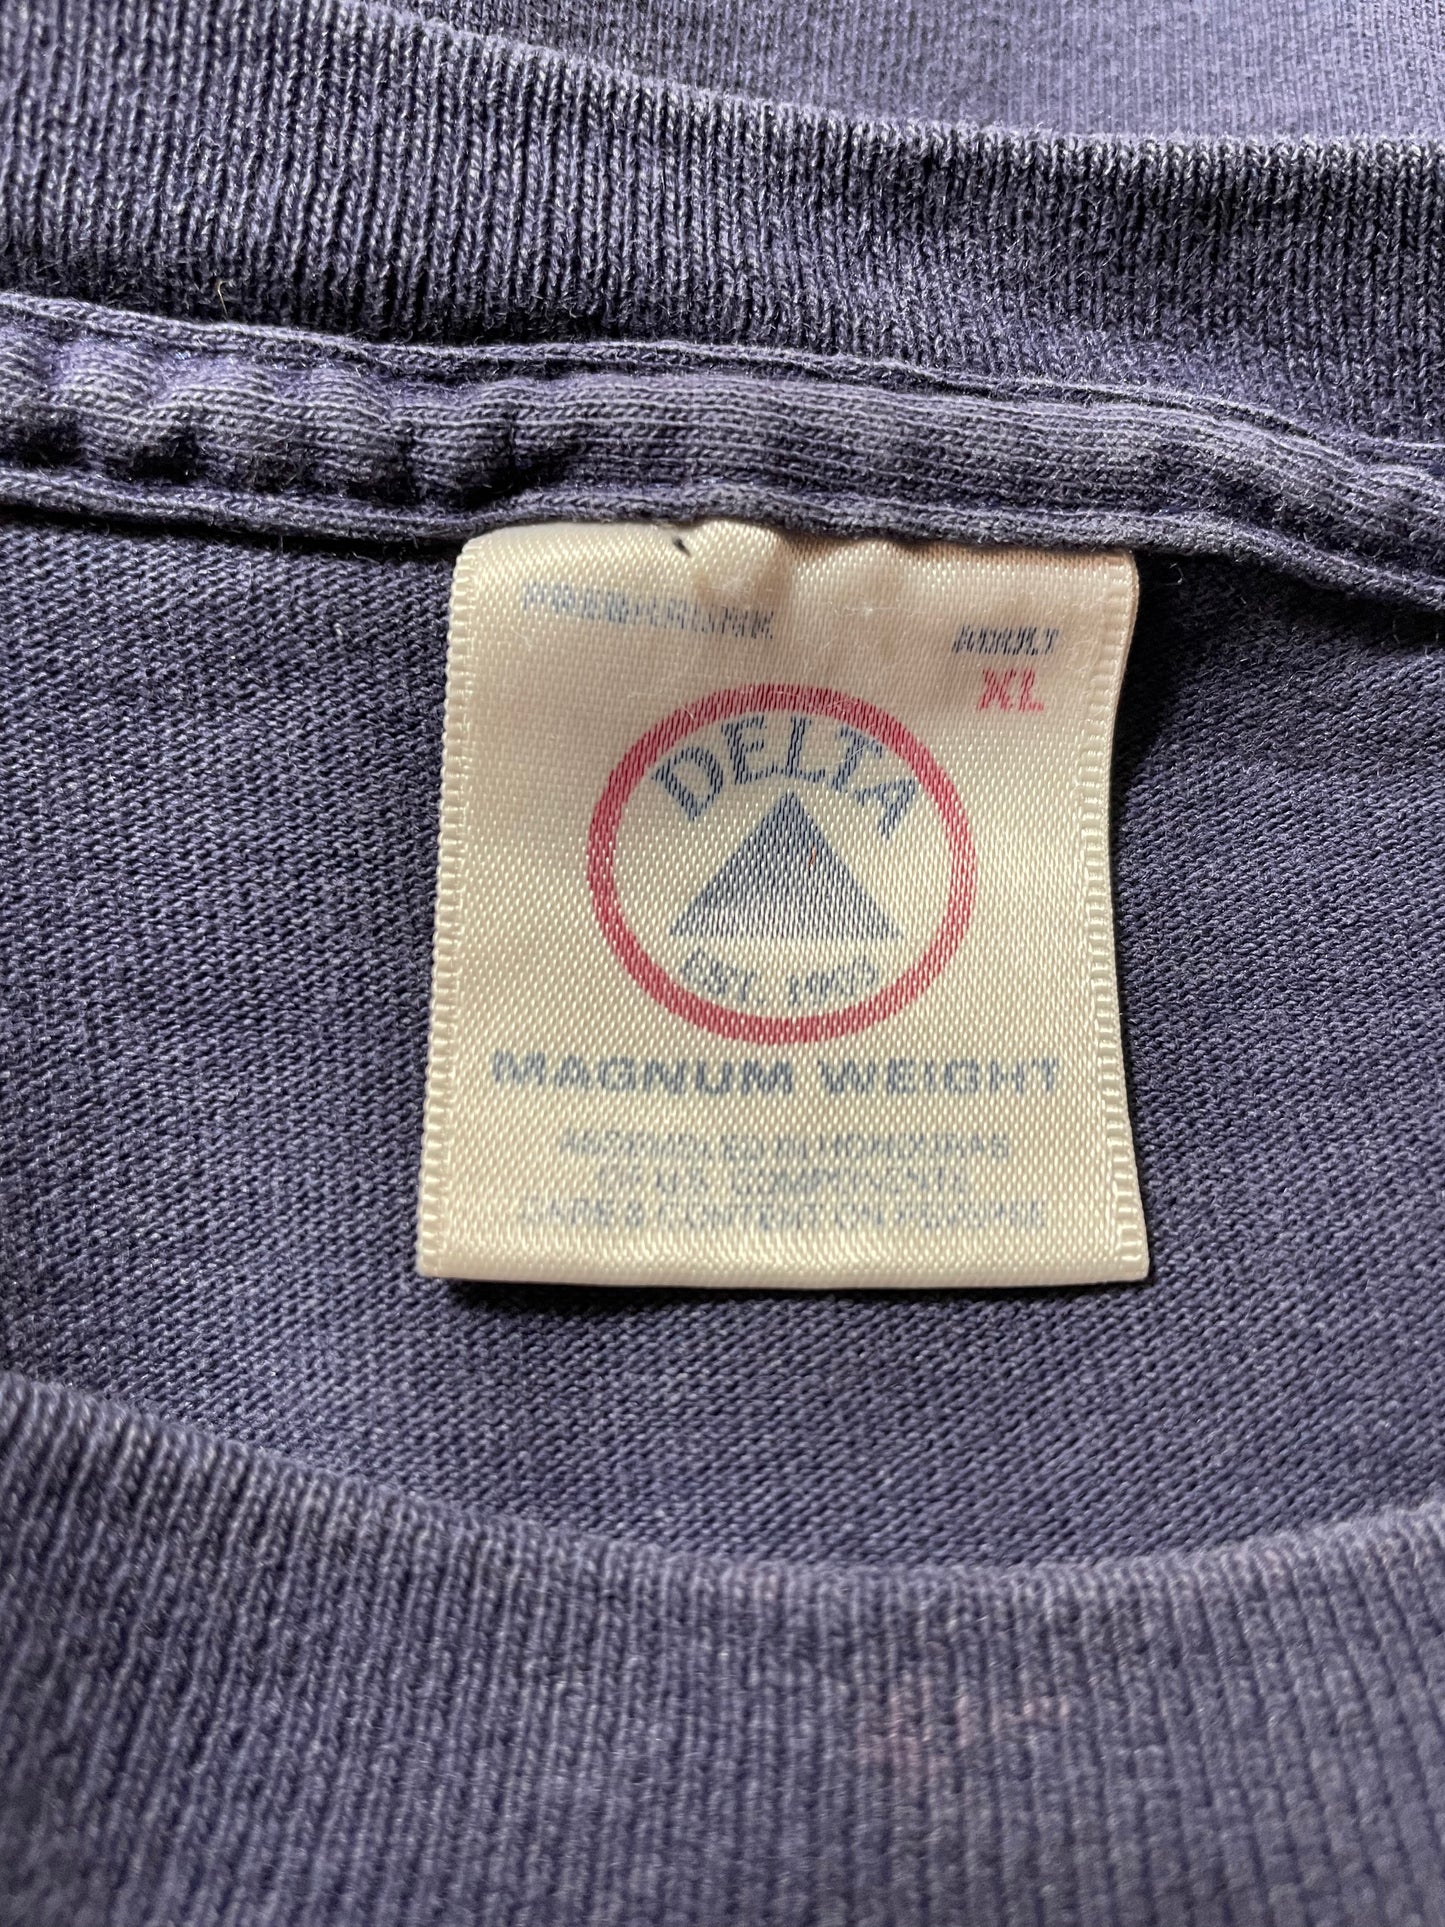 PRESHRUNK
ADULT
XL
DELTA
EST. 1903
MAGNUM WEIGHT
ASSEMBLED IN HONDURAS
OF U.S. COMPONENTS
CARE & CONTENT ON REVERSE